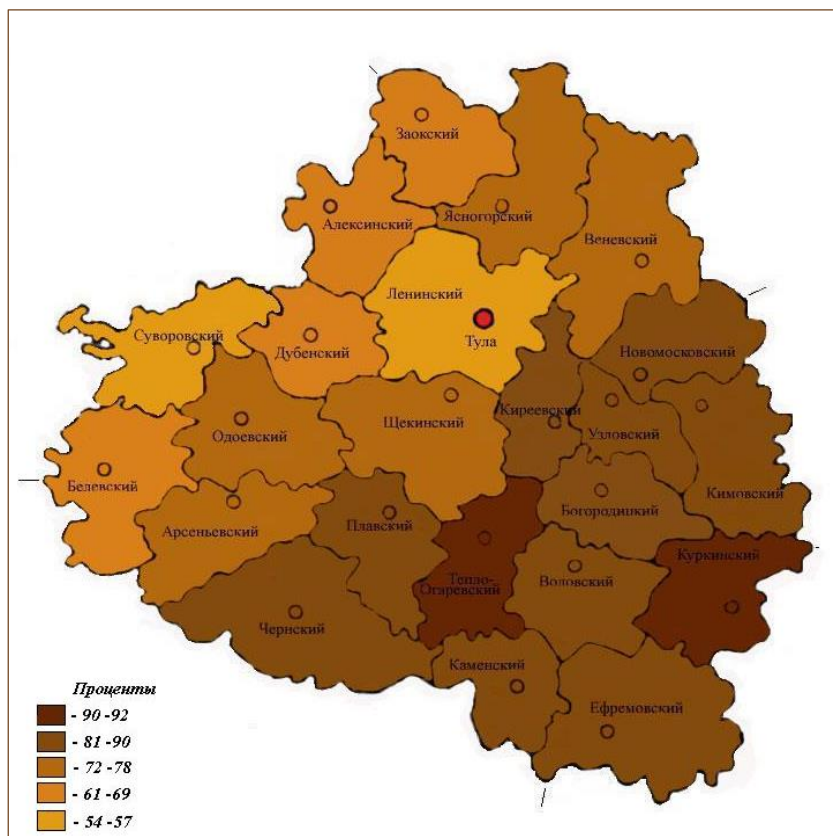 Заокский
Алексинский
Ясногорский
Веневский
Ленинский
Тула
Суворовский
Дубенский
Новомосковский
Киреевский
Узловский
Щекинский
Одоевский
Белевский
Кимовский
Богородицкий
Арсеньевский
Плавский
Куркинский
Тепло-
Огаревский
Воловский
Чернский
Каменский
Ефремовский
Проценты
- 90 -92
- 81 -90
- 72 -78
- 61 -69
- 54 -57